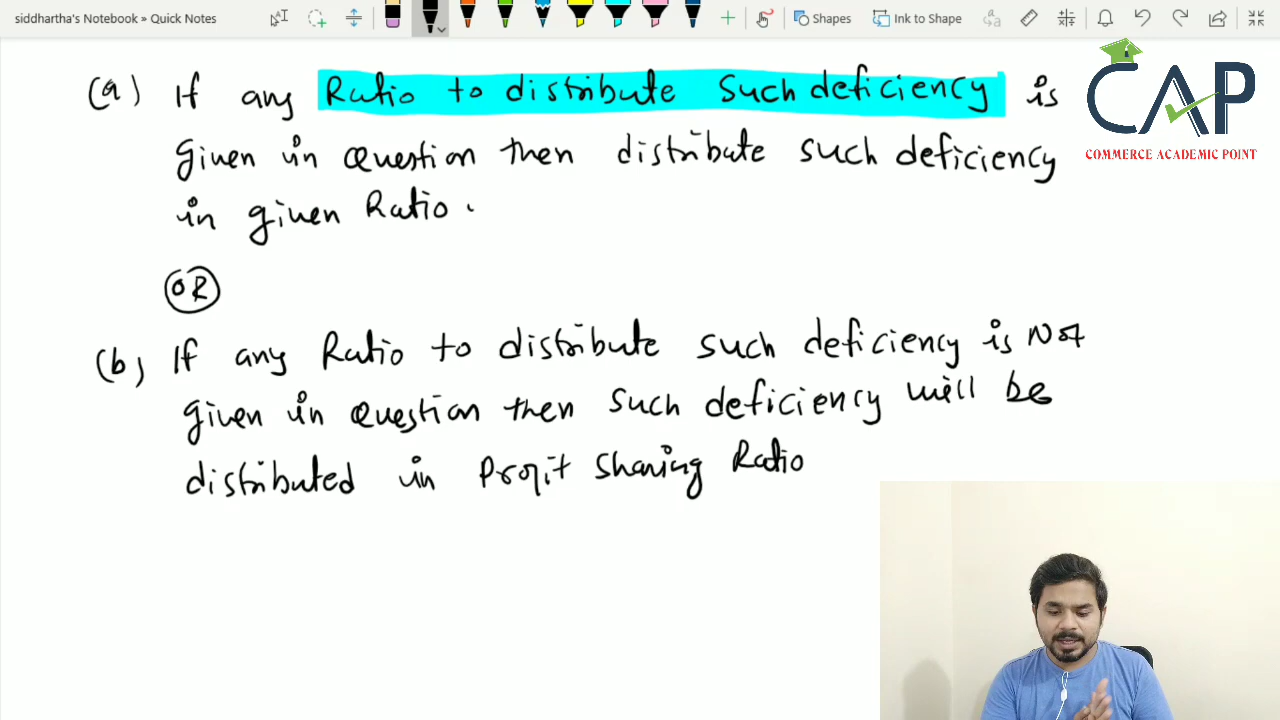 siddhartha's Notebook » Quick Notes
Shapes
Ink to Shape
CAP
COMMERCE ACADEMIC POINT
(a) If any Ratio to distribute such deficiency is
given in question then distribute such deficiency
in given Ratio.
OR
(b) If any Ratio to distribute such deficiency is Not
given in question then such deficiency will be
distributed in Profit sharing Ratio